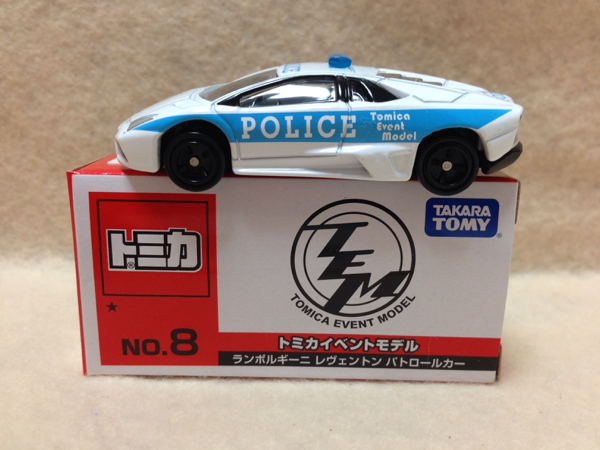 POLICE
Tomica
Event
Model
トミカ
TEM
TOMICA EVENT MODEL
TAKARA
TOMY
NO.8
トミカイベントモデル
ランボルギーニ レヴェントン パトロールカー